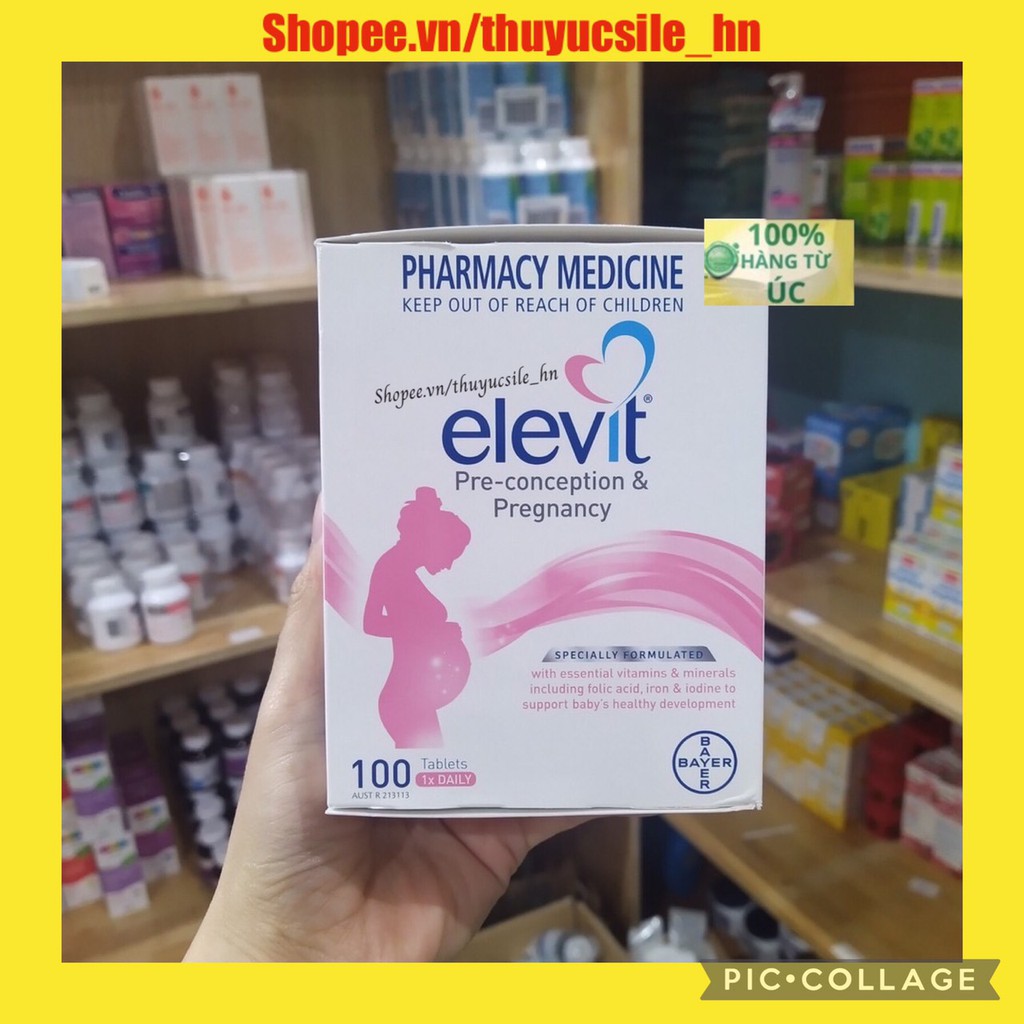 Shopee.vn/thuyucsile_hn
100%
HÀNG TỪ
ÚC
PHARMACY MEDICINE
KEEP OUT OF REACH OF CHILDREN
Shopee.vn/thuyucsile_hn
elevit®
Pre-conception &
Pregnancy
SPECIALLY FORMULATED
with essential vitamins & minerals
including folic acid, iron & iodine to
support baby's healthy development
100 Tablets
1x DAILY
AUST R 213113
BAYER
BAYER
PIC•COLLAGE